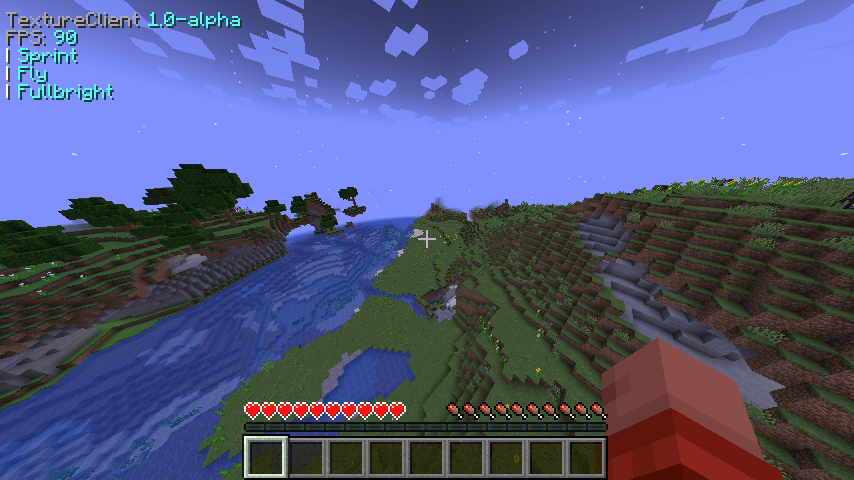 TextureClient 1.0-alpha
FPS: 90
| Sprint
| Fly
| Fullbright